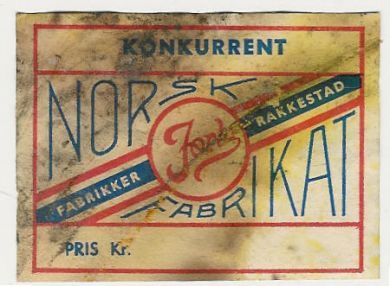 KONKURRENT
NORSK
FABRIKKER RAKKESTAD
FABRIKAT
PRIS Kr.